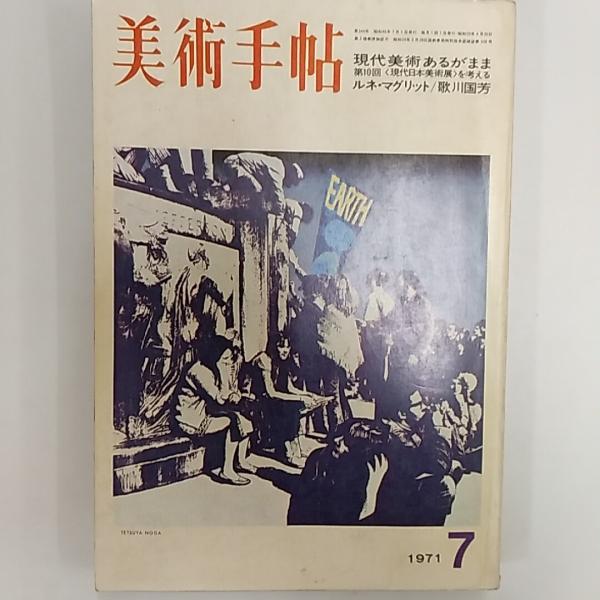 美術手帖
現代美術あるがまま
第10回〈現代日本美術展〉を考える
ルネ・マグリット/歌川国芳
EARTH
TETSUYA NODA
1971 7